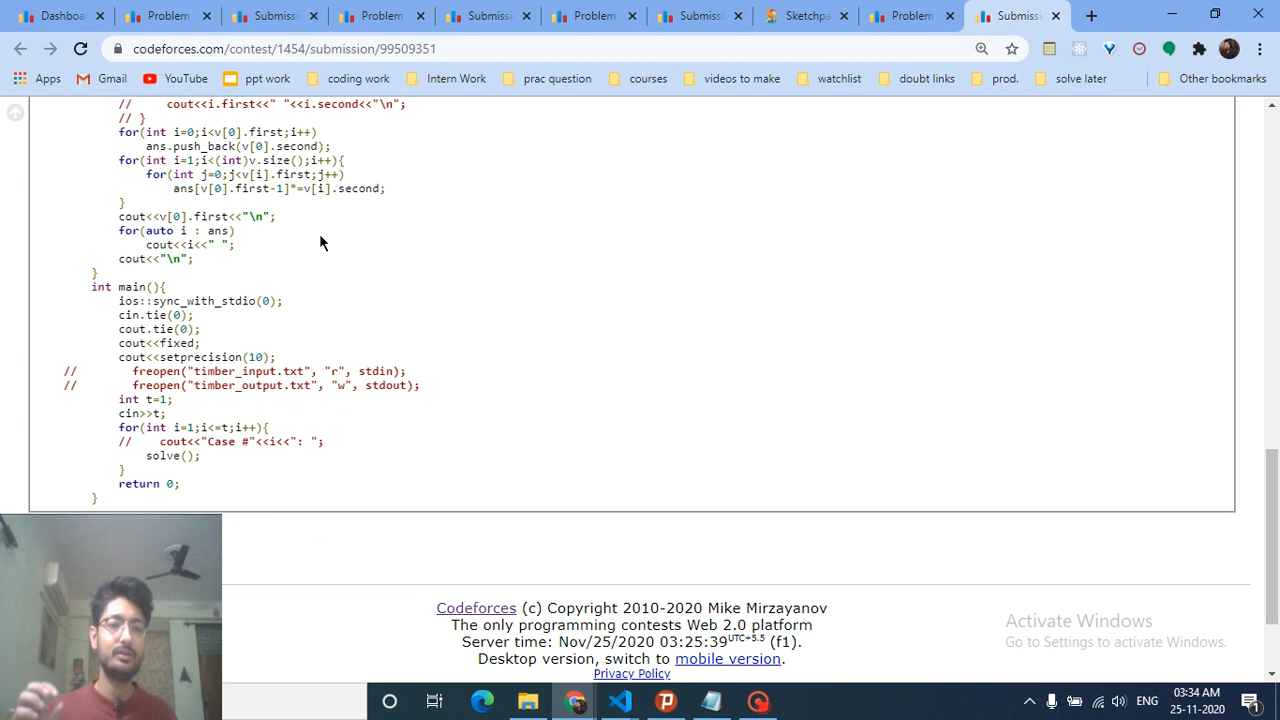 Dashboa
Problem
Submissio
Problem
Submiss
Problem
Submiss
Sketchpa
Problem
Submiss
codeforces.com/contest/1454/submission/99509351
Apps
Gmail
YouTube
ppt work
coding work
Intern Work
prac question
courses
videos to make
watchlist
doubt links
prod.
solve later
Other bookmarks
//     cout<<i.first<<" "<<i.second<<"\n";
// }
for(int i=0;i<v[0].first;i++)
ans.push_back(v[0].second);
for(int i=1;i<(int)v.size();i++){
for(int j=0;j<v[i].first;j++)
ans[v[0].first-1]*=v[i].second;
}
cout<<v[0].first<<"\n";
for(auto i : ans)
cout<<i<<" ";
cout<<"\n";
}
int main(){
ios::sync_with_stdio(0);
cin.tie(0);
cout.tie(0);
cout<<fixed;
cout<<setprecision(10);
//        freopen("timber_input.txt", "r", stdin);
//        freopen("timber_output.txt", "w", stdout);
int t=1;
cin>>t;
for(int i=1;i<=t;i++){
//    cout<<"Case #"<<i<<": ";
solve();
}
return 0;
}
Codeforces (c) Copyright 2010-2020 Mike Mirzayanov
The only programming contests Web 2.0 platform
Server time: Nov/25/2020 03:25:39UTC+5.5 (f1).
Desktop version, switch to mobile version.
Privacy Policy
Activate Windows
Go to Settings to activate Windows.
ENG
03:34 AM
25-11-2020
1